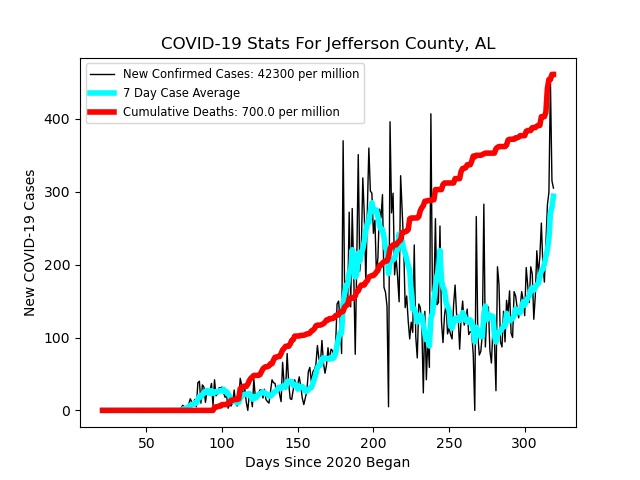 COVID-19 Stats For Jefferson County, AL
New Confirmed Cases: 42300 per million
7 Day Case Average
Cumulative Deaths: 700.0 per million
400
300
200
100
0
New COVID-19 Cases
50 100 150 200 250 300
Days Since 2020 Began